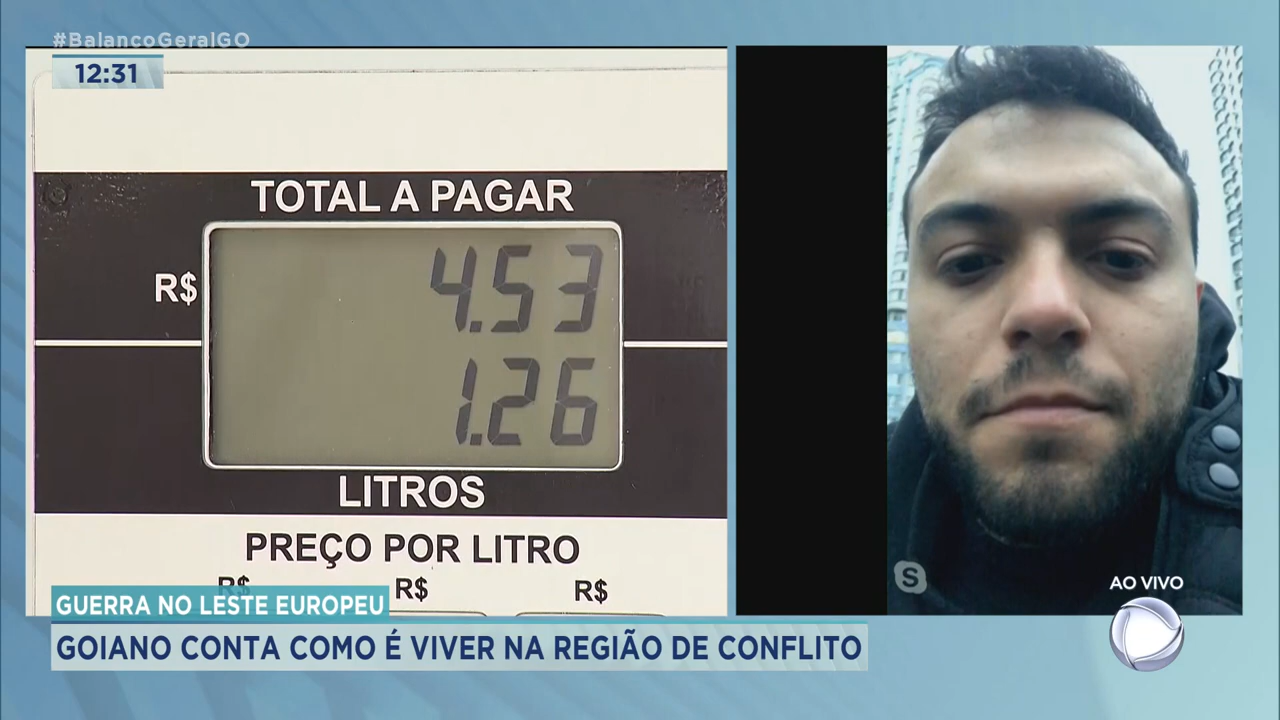 #BalancoGeralGO
12:31
TOTAL A PAGAR
R$
4.53
1.26
LITROS
PREÇO POR LITRO
R$ R$ R$
GUERRA NO LESTE EUROPEU
GOIANO CONTA COMO É VIVER NA REGIÃO DE CONFLITO
S
AO VIVO